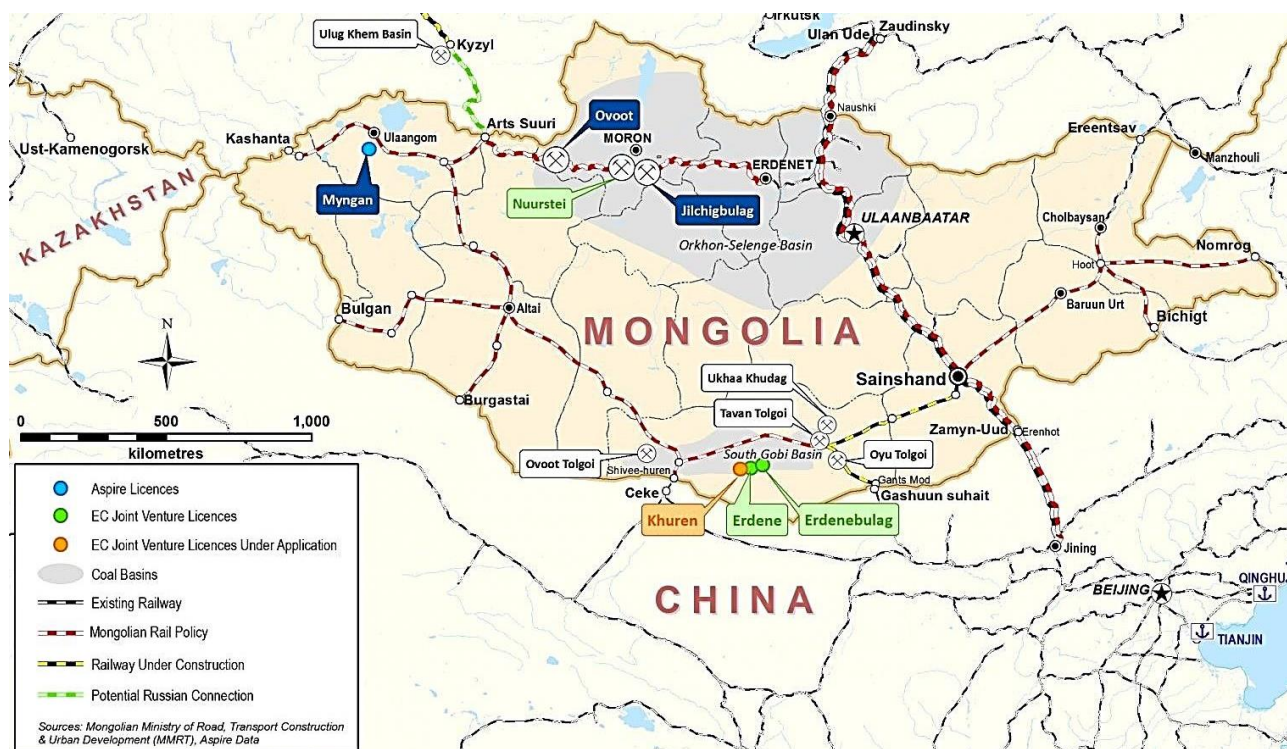 Ulug Khem Basin
Kyzyl
Irkutsk
Ulan Ude
Zaudinsky
Naushki
Arts Suuri
Kashanta
Ulaangom
Ust-Kamenogorsk
Ovoot
MORON
ERDENET
Ereentsav
Manzhouli
Myngan
Nuurstei
Jilchigbulag
KAZAKHSTAN
ULAANBAATAR
Cholbaysan
Orkhon-Selenge Basin
Nomrog
Hoot
Bulgan
Altai
Baruun Urt
Bichigt
MONGOLIA
N
Burgastai
Ukhaa Khudag
Sainshand
Tavan Tolgoi
0 500 1,000
kilometres
Zamyn-Uud
Erenhot
Ovoot Tolgoi
South Gobi Basin
Oyu Tolgoi
Shivee-huren
Gants Mod
Ceke
Gashuun suhait
Khuren
Erdene
Erdenebulag
Jining
CHINA
BEIJING
QINGHU
TIANJIN
Aspire Licences
EC Joint Venture Licences
EC Joint Venture Licences Under Application
Coal Basins
Existing Railway
Mongolian Rail Policy
Railway Under Construction
Potential Russian Connection
Sources: Mongolian Ministry of Road, Transport Construction
& Urban Development (MMRT), Aspire Data